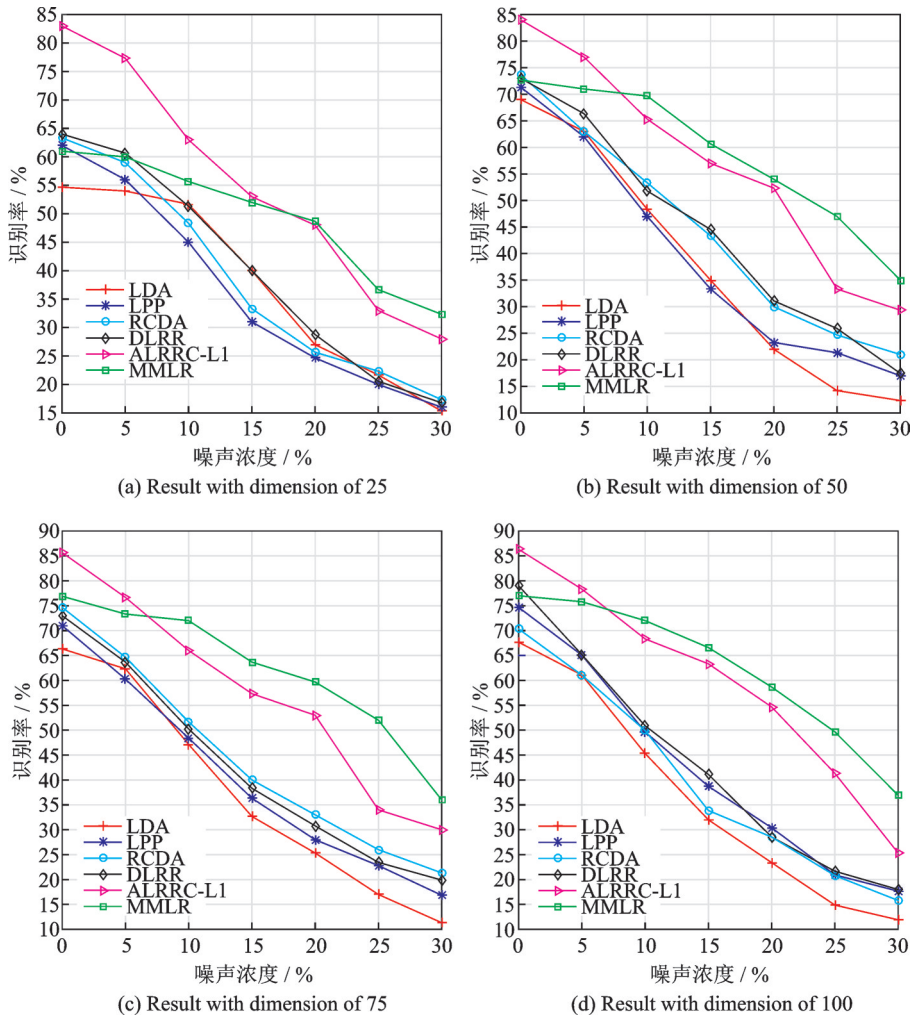 85
80
75
70
65
60
55
50
45
40
35
30
25
20
15
识别率 / %
LDA
LPP
RCDA
DLRR
ALRRC-L1
MMLR
0 5 10 15 20 25 30
噪声浓度 / %
(a) Result with dimension of 25
85
80
75
70
65
60
55
50
45
40
35
30
25
20
15
10
识别率 / %
LDA
LPP
RCDA
DLRR
ALRRC-L1
MMLR
0 5 10 15 20 25 30
噪声浓度 / %
(b) Result with dimension of 50
90
85
80
75
70
65
60
55
50
45
40
35
30
25
20
15
10
识别率 / %
LDA
LPP
RCDA
DLRR
ALRRC-L1
MMLR
0 5 10 15 20 25 30
噪声浓度 / %
(c) Result with dimension of 75
90
85
80
75
70
65
60
55
50
45
40
35
30
25
20
15
10
识别率 / %
LDA
LPP
RCDA
DLRR
ALRRC-L1
MMLR
0 5 10 15 20 25 30
噪声浓度 / %
(d) Result with dimension of 100